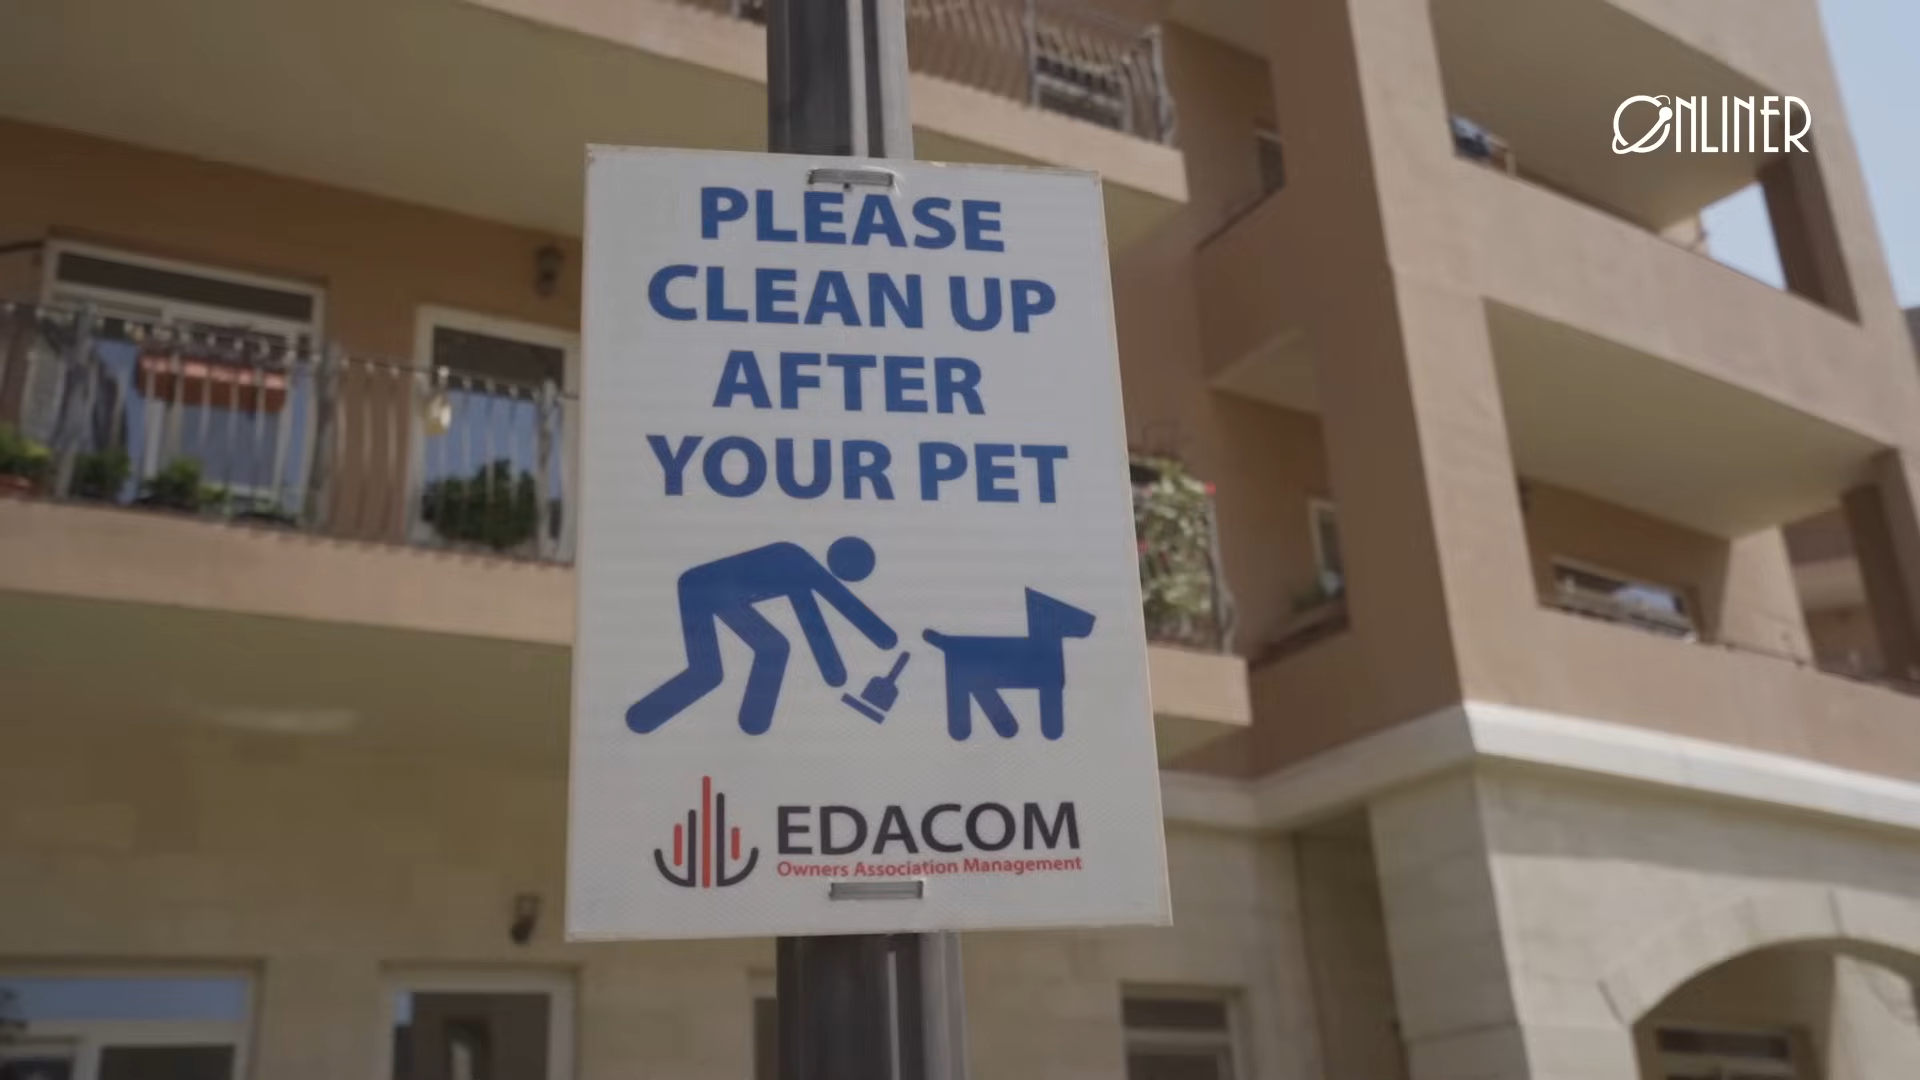 ONLINER
PLEASE
CLEAN UP
AFTER
YOUR PET
EDACOM
Owners Association Management